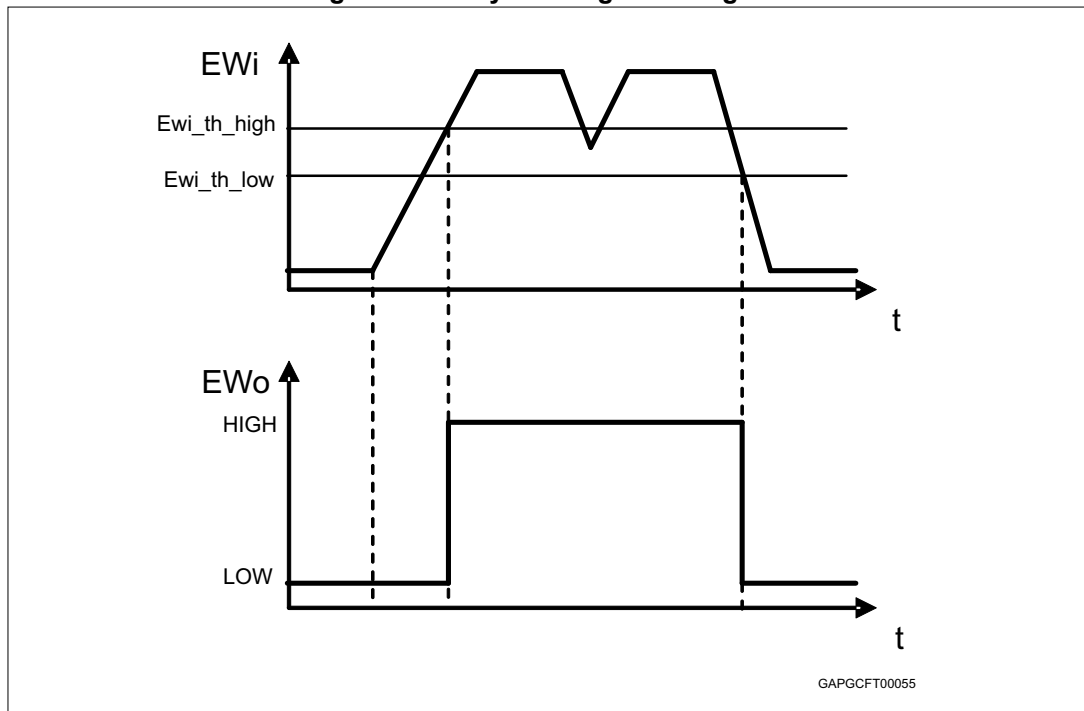 EWi
Ewi_th_high
Ewi_th_low
t
EWo
HIGH
LOW
t
GAPGCFT00055